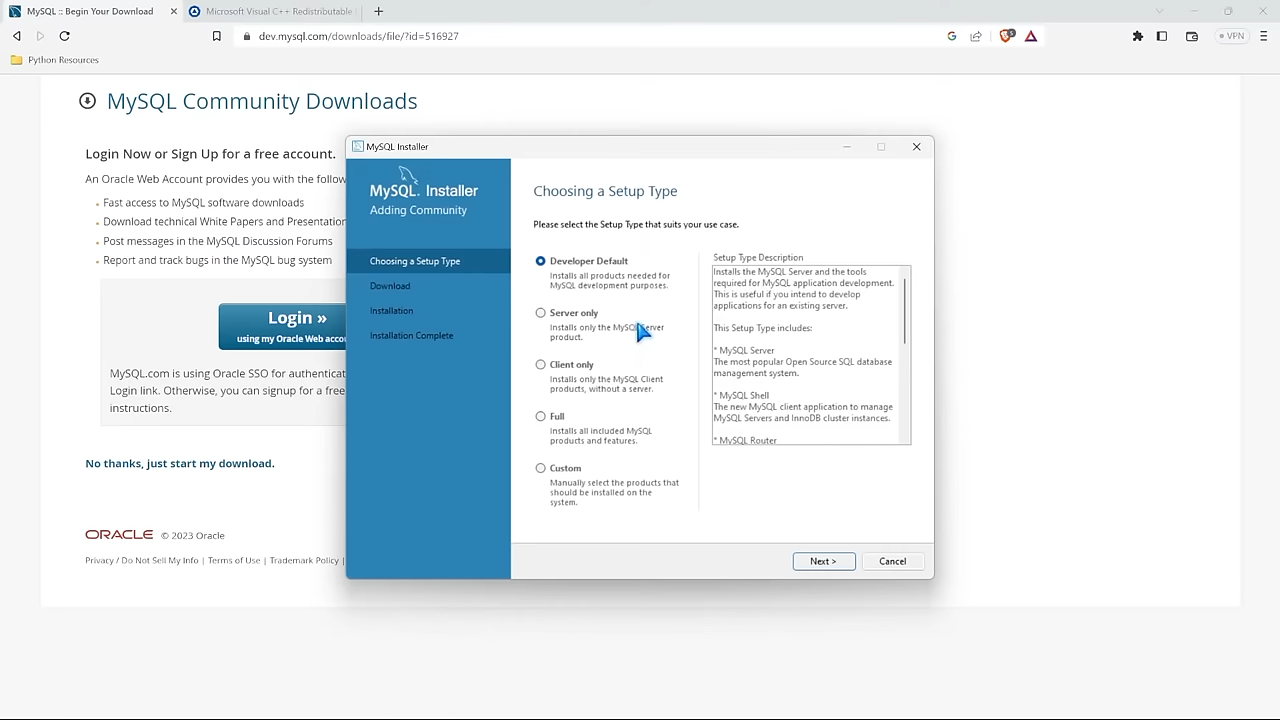 MySQL :: Begin Your Download
Microsoft Visual C++ Redistributable
dev.mysql.com/downloads/file/?id=516927
5
VPN
Python Resources
MySQL Community Downloads
Login Now or Sign Up for a free account.
An Oracle Web Account provides you with the follow
• Fast access to MySQL software downloads
• Download technical White Papers and Presentation
• Post messages in the MySQL Discussion Forums
• Report and track bugs in the MySQL bug system
Login »
using my Oracle Web accou
MySQL.com is using Oracle SSO for authenticat
Login link. Otherwise, you can signup for a free
instructions.
No thanks, just start my download.
ORACLE © 2023 Oracle
Privacy / Do Not Sell My Info | Terms of Use | Trademark Policy |
MySQL Installer
MySQL. Installer
Adding Community
Choosing a Setup Type
Download
Installation
Installation Complete
Choosing a Setup Type
Please select the Setup Type that suits your use case.
Developer Default
Installs all products needed for
MySQL development purposes.
Server only
Installs only the MySQL Server
product.
Client only
Installs only the MySQL Client
products, without a server.
Full
Installs all included MySQL
products and features.
Custom
Manually select the products that
should be installed on the
system.
Setup Type Description
Installs the MySQL Server and the tools
required for MySQL application development.
This is useful if you intend to develop
applications for an existing server.
This Setup Type includes:
* MySQL Server
The most popular Open Source SQL database
management system.
* MySQL Shell
The new MySQL client application to manage
MySQL Servers and InnoDB cluster instances.
* MySQL Router
Next >
Cancel